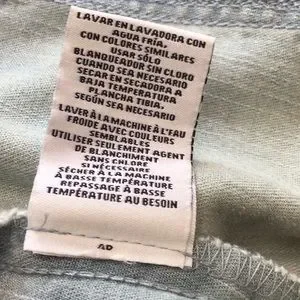 LAVAR EN LAVADORA CON
AGUA FRÍA.
CON COLORES SIMILARES
USAR SÓLO
BLANQUEADOR SIN CLORO
CUANDO SEA NECESARIO
SECAR EN SECADORA A
BAJA TEMPERATURA
PLANCHA TIBIA.
SEGÚN SEA NECESARIO
LAVER À LA MACHINE À L'EAU
FROIDE AVEC COULEURS
SEMBLABLES
UTILISER SEULEMENT AGENT
DE BLANCHIMENT
SANS CHLORE
SI NÉCESSAIRE
SÉCHER À LA MACHINE
À BASSE TEMPÉRATURE
REPASSAGE À BASSE
TEMPÉRATURE AU BESOIN
AD